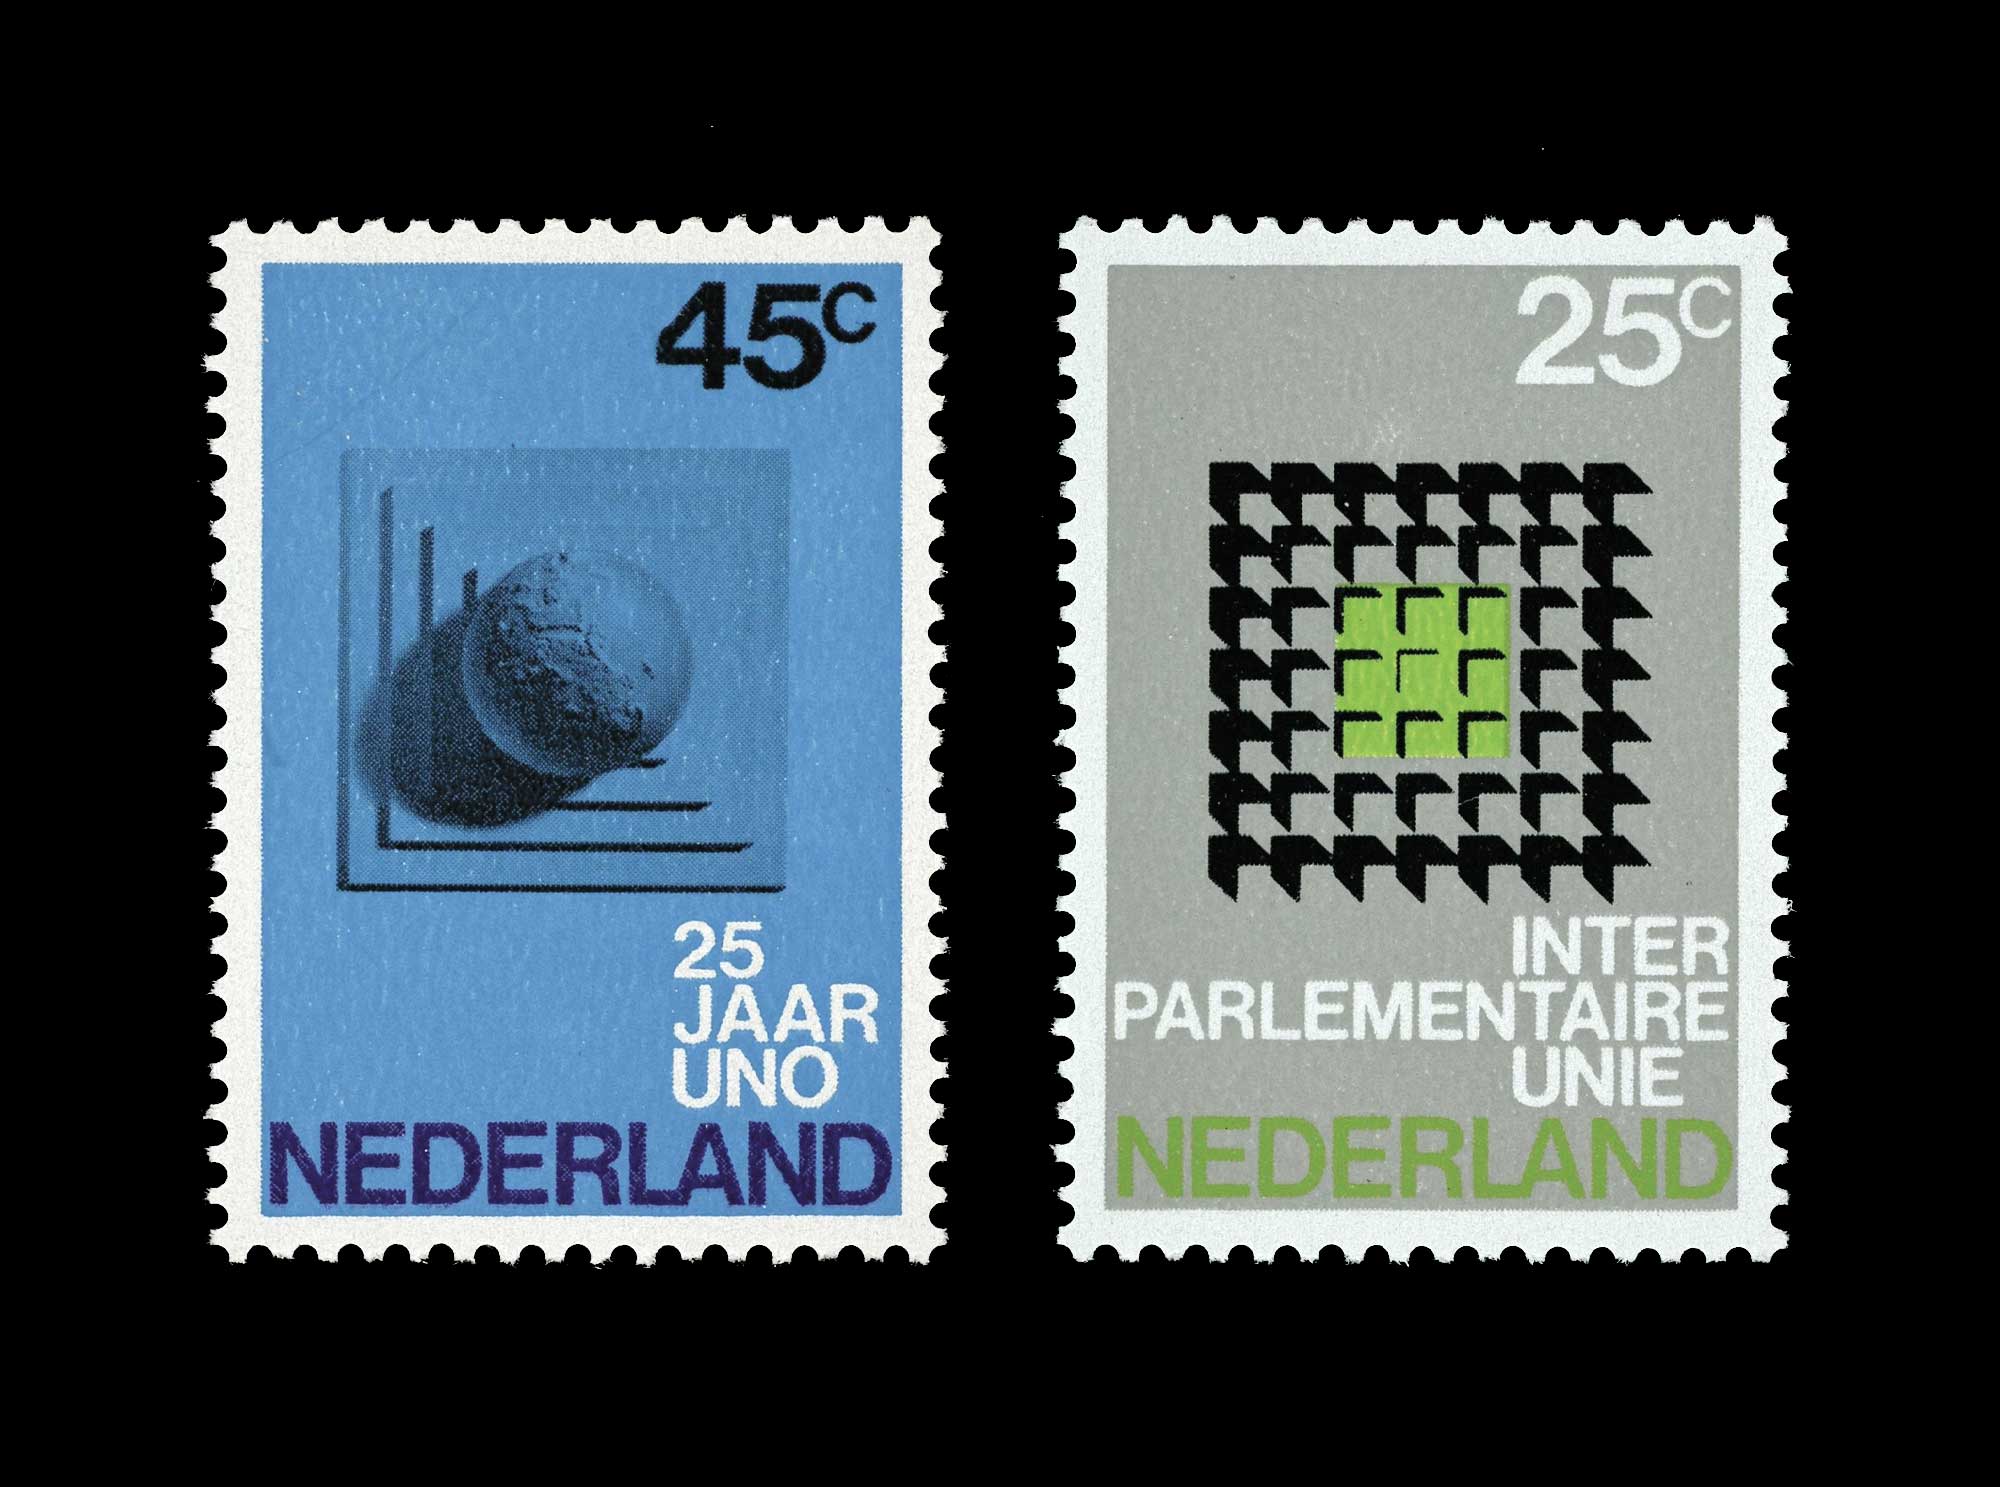 45c
25
JAAR
UNO
NEDERLAND
25c
INTER
PARLEMENTAIRE
UNIE
NEDERLAND